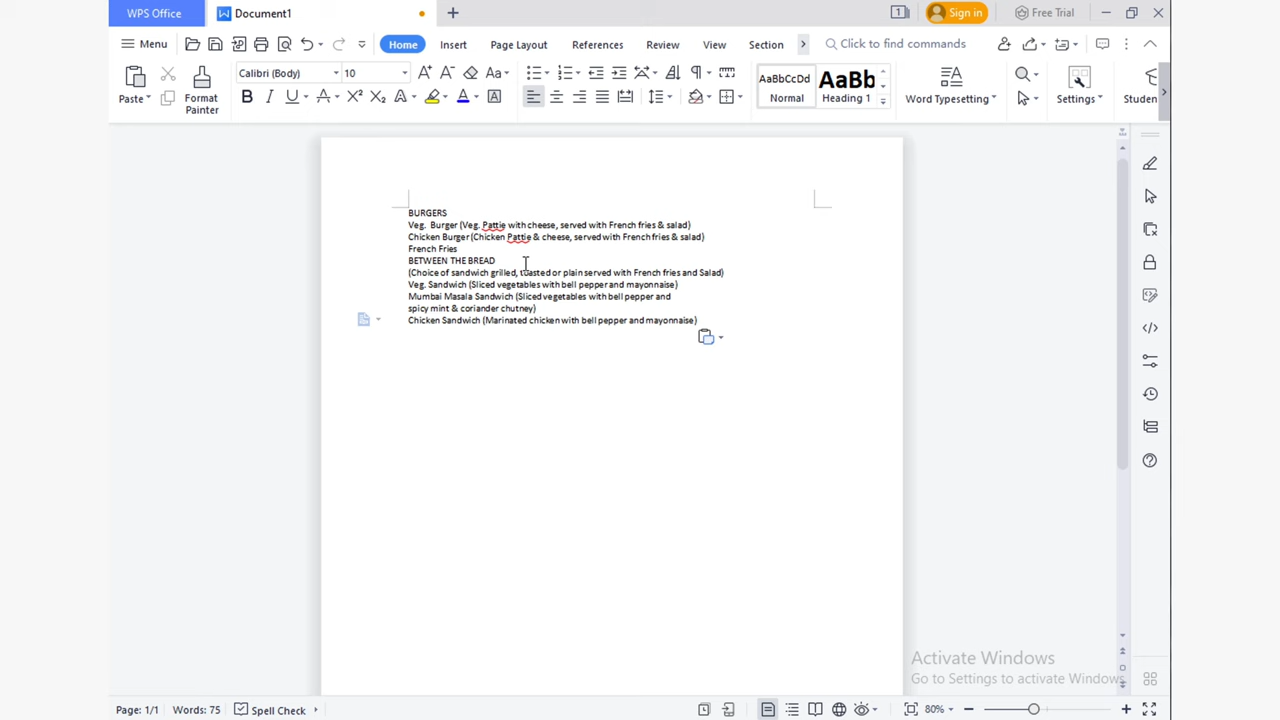 WPS Office Document1 Sign in Free Trial
Menu Home Insert Page Layout References Review View Section Click to find commands
Paste Format Painter Calibri (Body) 10 AaBbCcDd Normal AaBb Heading 1 Word Typesetting Settings Studen
BURGERS
Veg. Burger (Veg. Pattie with cheese, served with French fries & salad)
Chicken Burger (Chicken Pattie & cheese, served with French fries & salad)
French Fries
BETWEEN THE BREAD
(Choice of sandwich grilled, toasted or plain served with French fries and Salad)
Veg. Sandwich (Sliced vegetables with bell pepper and mayonnaise)
Mumbai Masala Sandwich (Sliced vegetables with bell pepper and
spicy mint & coriander chutney)
Chicken Sandwich (Marinated chicken with bell pepper and mayonnaise)
Activate Windows
Go to Settings to activate Windows
Page: 1/1 Words: 75 Spell Check 80%